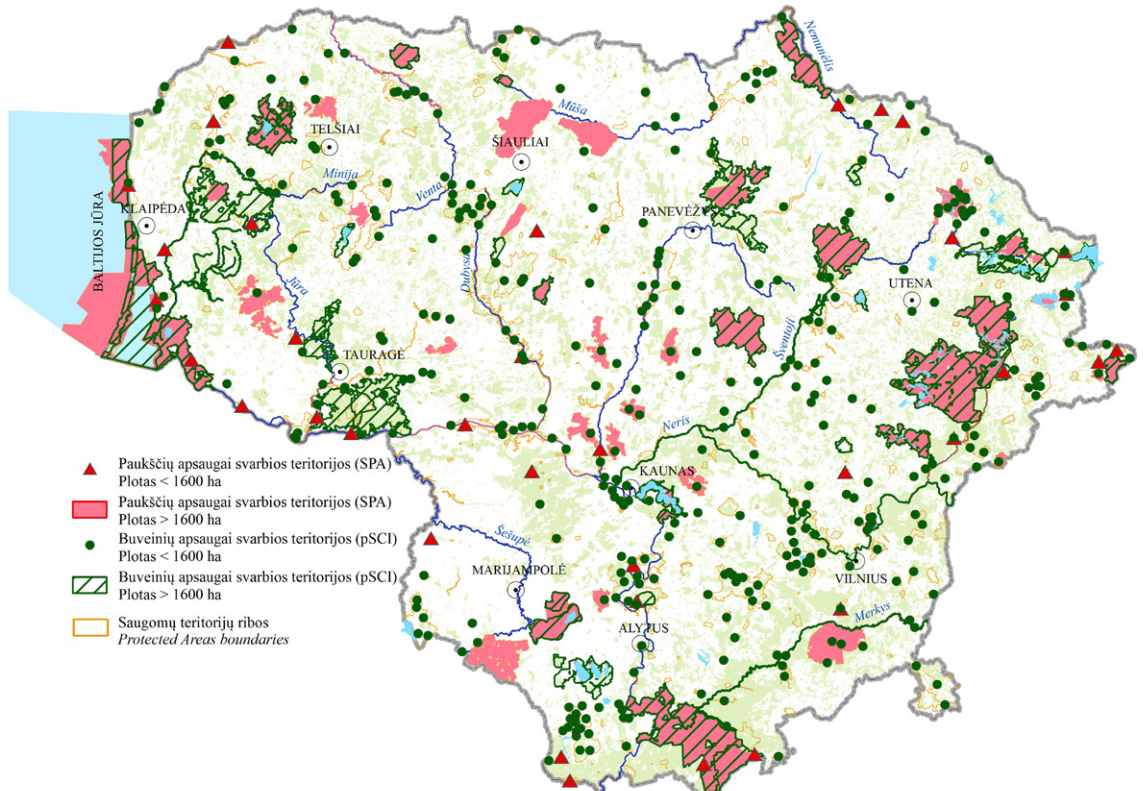 Nemunėlis
Mūša
TELŠIAI
ŠIAULIAI
Minija
Venta
KLAIPĖDA
PANEVĖŽYS
BALTIJOS JŪRA
Dubysa
Jūra
UTENA
Šventoji
TAURAGĖ
Neris
KAUNAS
Šešupė
MARIJAMPOLĖ
VILNIUS
Merkys
ALYTUS
Paukščių apsaugai svarbios teritorijos (SPA)
Plotas < 1600 ha
Paukščių apsaugai svarbios teritorijos (SPA)
Plotas > 1600 ha
Buveinių apsaugai svarbios teritorijos (pSCI)
Plotas < 1600 ha
Buveinių apsaugai svarbios teritorijos (pSCI)
Plotas > 1600 ha
Saugomų teritorijų ribos
Protected Areas boundaries